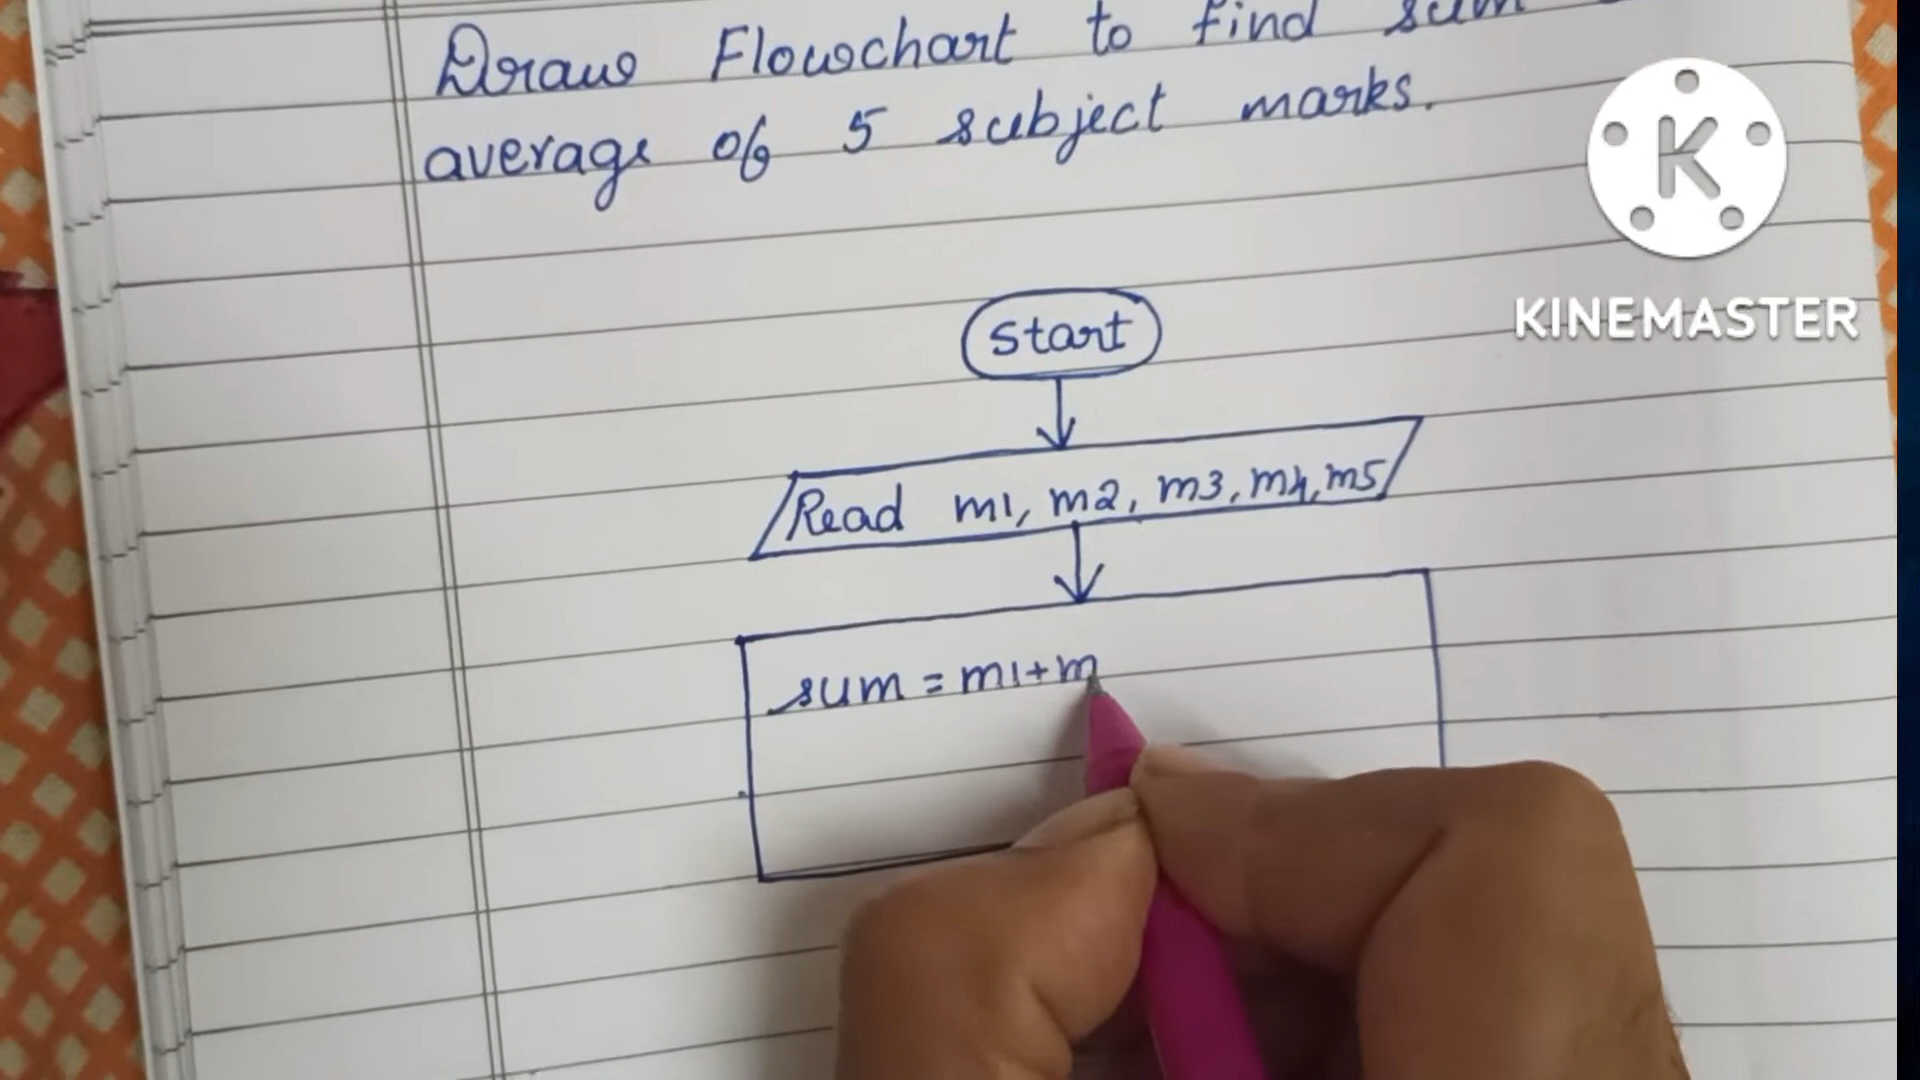 Draw Flowchart to find sum
average of 5 subject marks.
K
KINEMASTER
start
Read m1, m2, m3, m4, m5
sum = m1+m